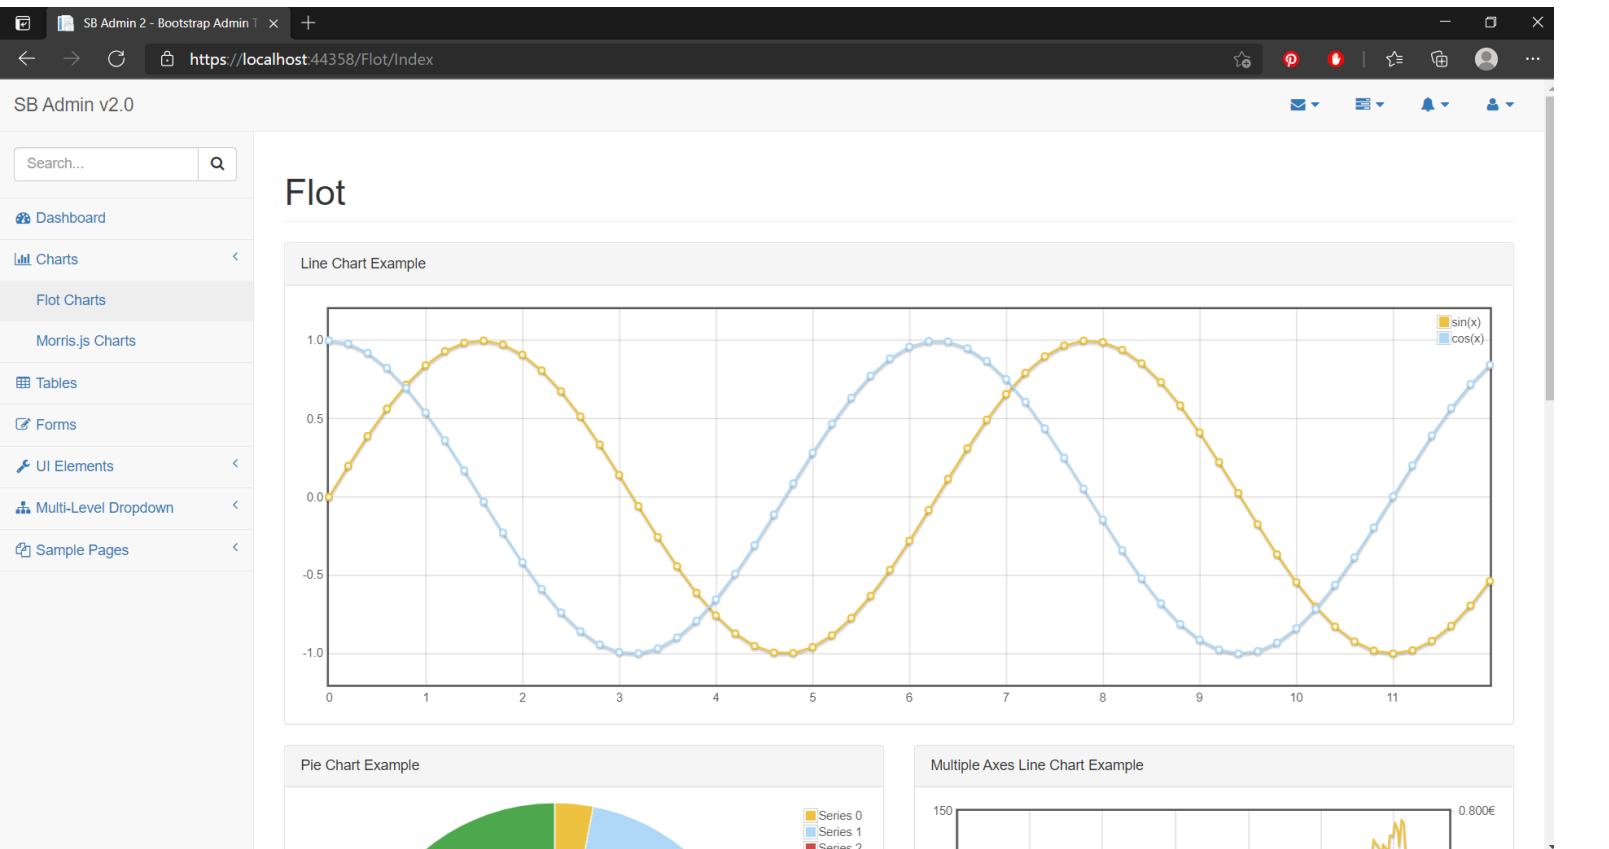 SB Admin 2 - Bootstrap Admin T
https://localhost:44358/Flot/Index
SB Admin v2.0
Search...
Dashboard
Charts
Flot Charts
Morris.js Charts
Tables
Forms
UI Elements
Multi-Level Dropdown
Sample Pages
Flot
Line Chart Example
sin(x)
cos(x)
1.0
0.5
0.0
-0.5
-1.0
0 1 2 3 4 5 6 7 8 9 10 11
Pie Chart Example
Series 0
Series 1
Series 2
Multiple Axes Line Chart Example
150
0.800€